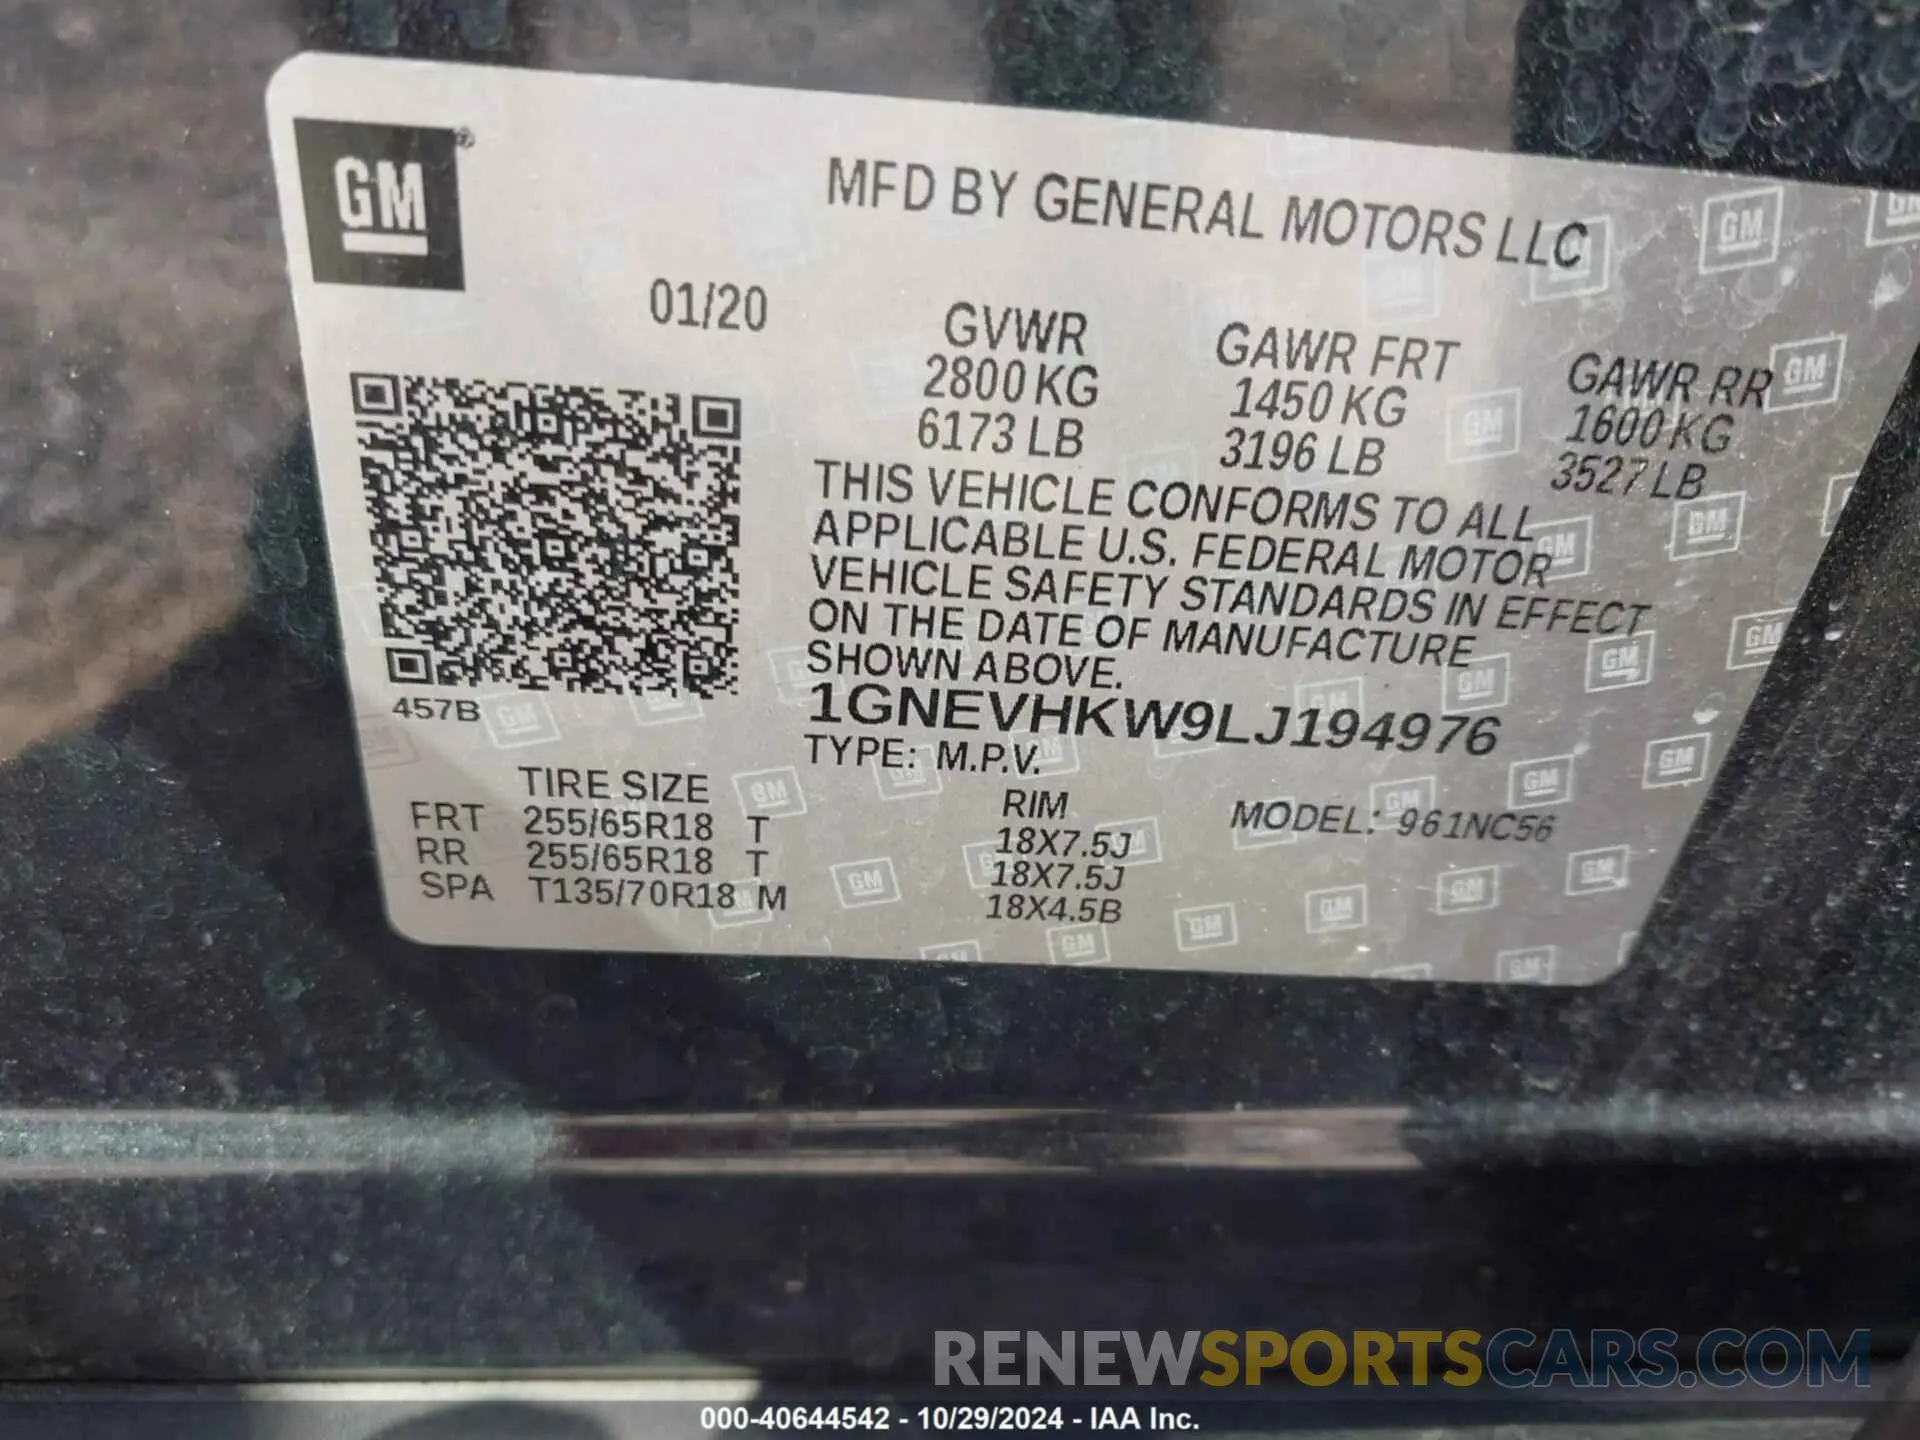 GM®
MFD BY GENERAL MOTORS LLC
01/20
GVWR GAWR FRT GAWR RR
2800 KG 1450 KG 1600 KG
6173 LB 3196 LB 3527 LB
THIS VEHICLE CONFORMS TO ALL
APPLICABLE U.S. FEDERAL MOTOR
VEHICLE SAFETY STANDARDS IN EFFECT
ON THE DATE OF MANUFACTURE
SHOWN ABOVE.
457B
1GNEVHKW9LJ194976
TYPE: M.P.V.
TIRE SIZE RIM MODEL: 961NC56
FRT 255/65R18 T 18X7.5J
RR 255/65R18 T 18X7.5J
SPA T135/70R18 M 18X4.5B
RENEWSPORTSCARS.COM
000-40644542 - 10/29/2024 - IAA Inc.